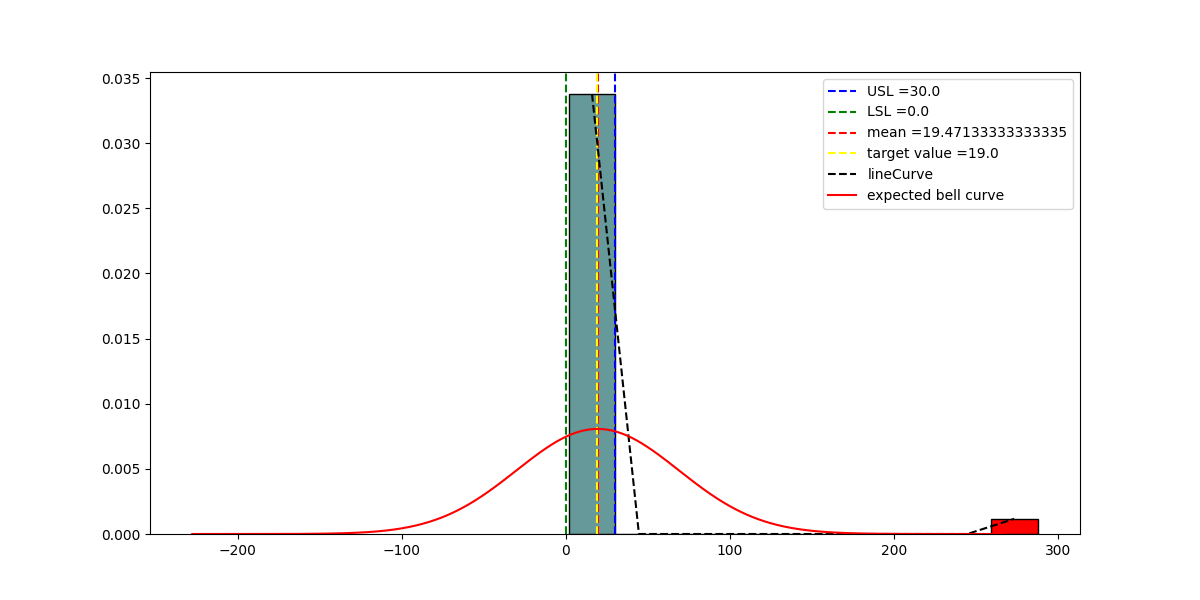 0.035
0.030
0.025
0.020
0.015
0.010
0.005
0.000
−200
−100
0
100
200
300
USL =30.0
LSL =0.0
mean =19.47133333333335
target value =19.0
lineCurve
expected bell curve